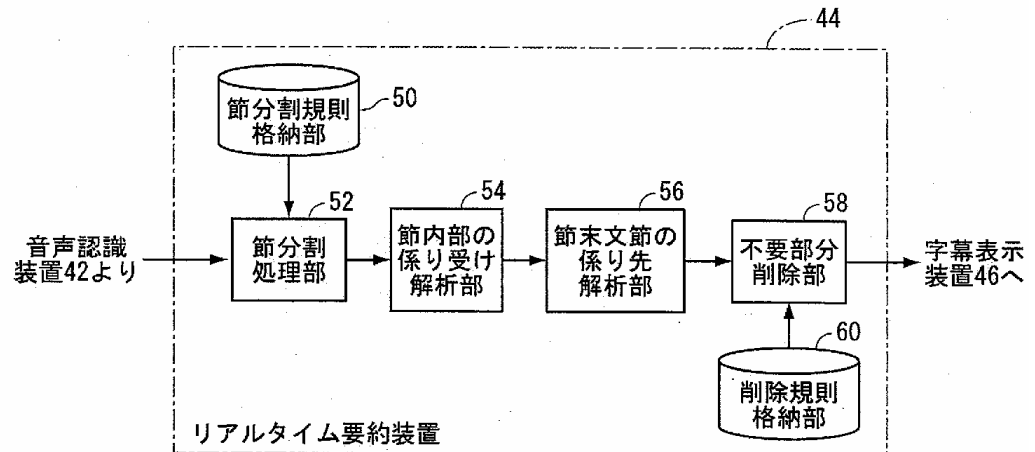 44
節分割規則
格納部
50
52
54
56
58
音声認識
装置42より
節分割
処理部
節内部の
係り受け
解析部
節末文節の
係り先
解析部
不要部分
削除部
字幕表示
装置46へ
60
削除規則
格納部
リアルタイム要約装置